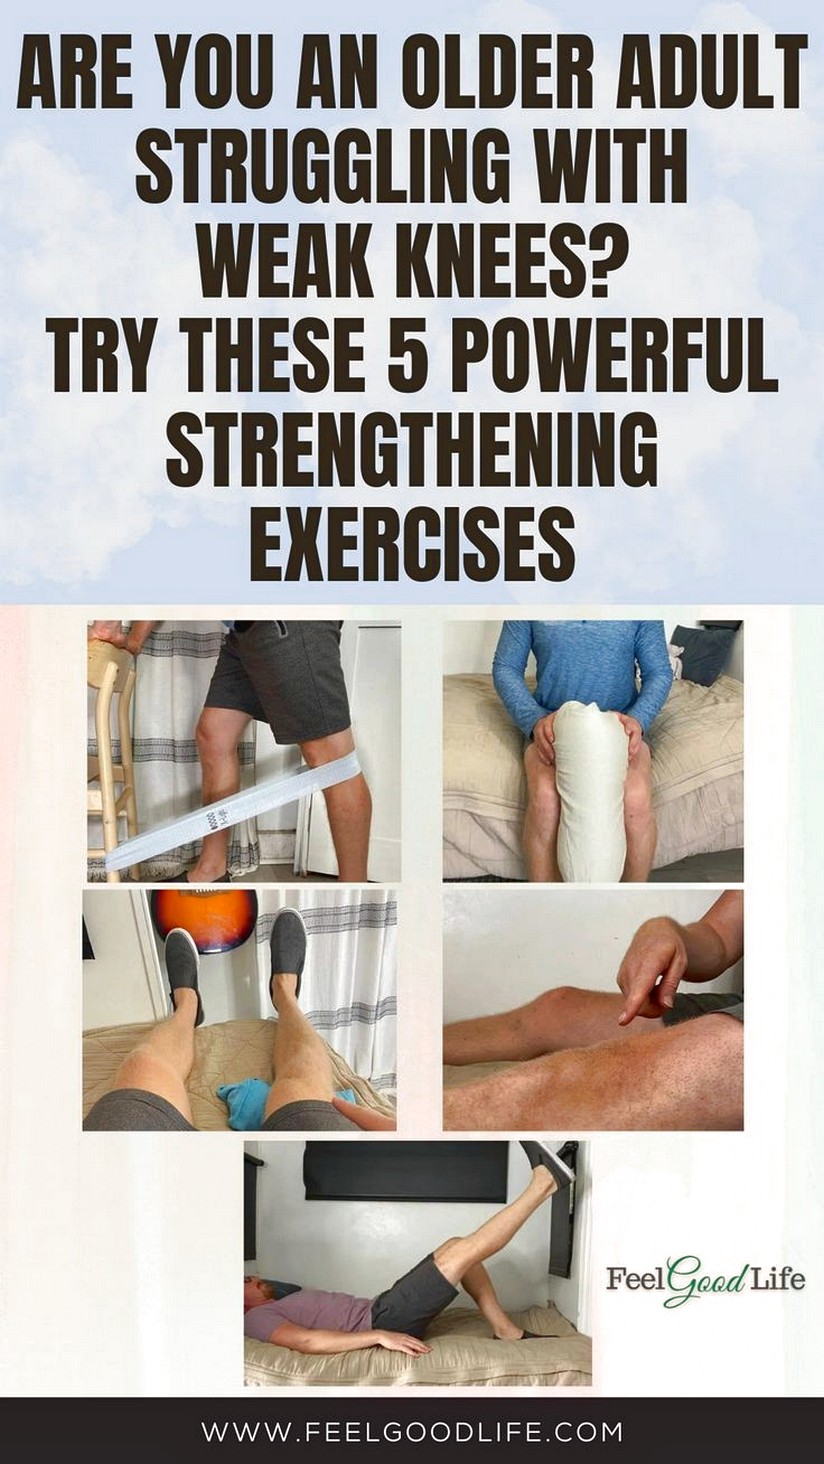 ARE YOU AN OLDER ADULT
STRUGGLING WITH
WEAK KNEES?
TRY THESE 5 POWERFUL
STRENGTHENING
EXERCISES
Feel Good Life
WWW.FEELGOODLIFE.COM